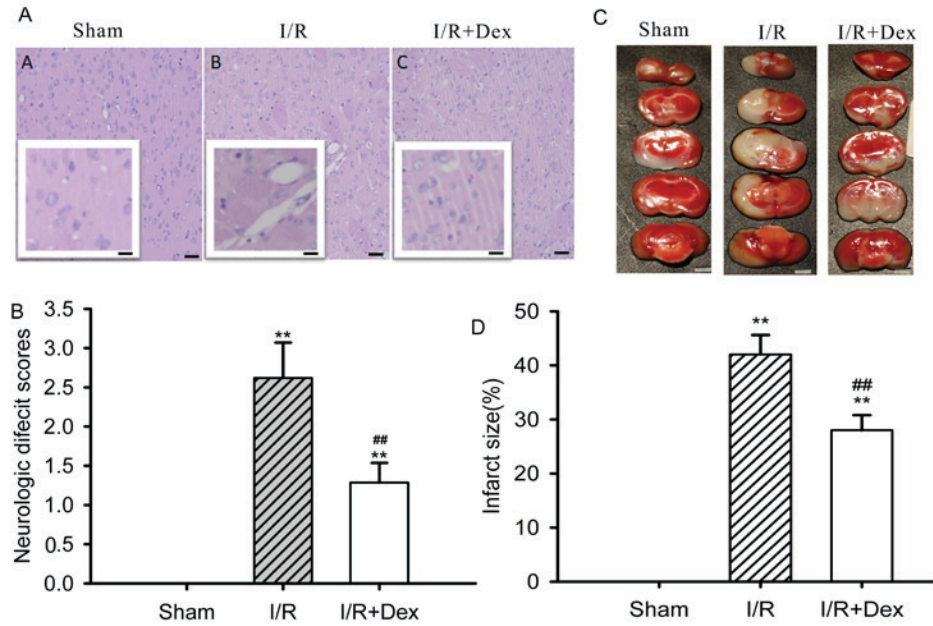 A
Sham
I/R
I/R+Dex
A
B
C
C
Sham
I/R
I/R+Dex
B
Neurologic difecit scores
3.5
3.0
2.5
2.0
1.5
1.0
0.5
0.0
**
##
**
Sham
I/R
I/R+Dex
D
Infarct size(%)
50
40
30
20
10
0
**
##
**
Sham
I/R
I/R+Dex